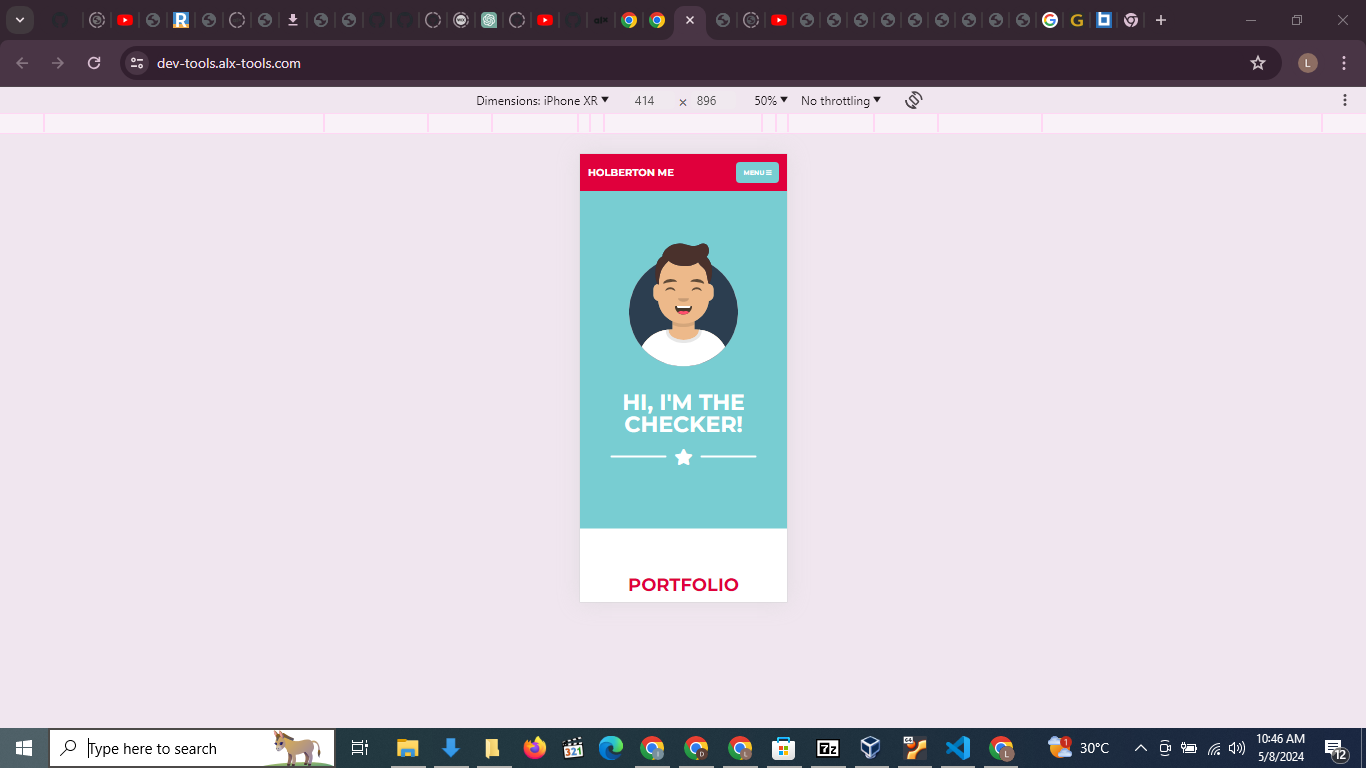 dev-tools.alx-tools.com
L
Dimensions: iPhone XR 414 × 896 50% No throttling
HOLBERTON ME MENU
HI, I'M THE
CHECKER!
PORTFOLIO
Type here to search
1 30°C
10:46 AM
5/8/2024
12